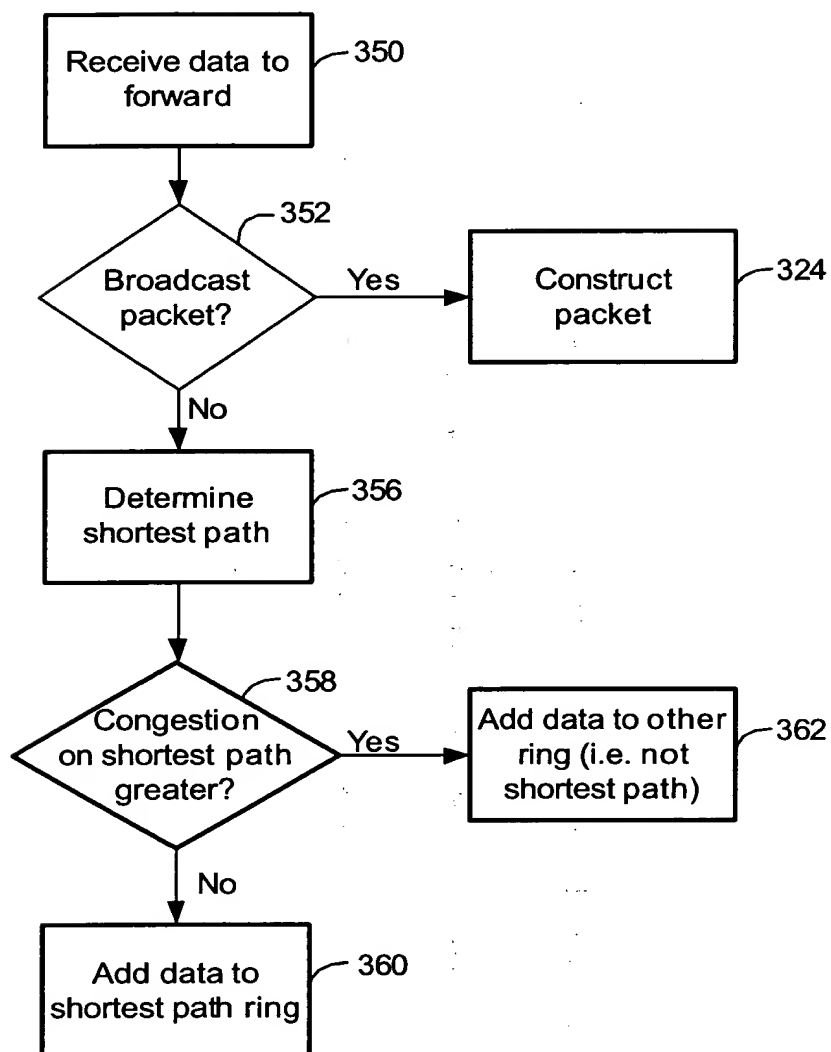 Receive data to
forward
350
352
Broadcast
packet?
Yes
Construct
packet
324
No
Determine
shortest path
356
358
Congestion
on shortest path
greater?
Yes
Add data to other
ring (i.e. not
shortest path)
362
No
Add data to
shortest path ring
360